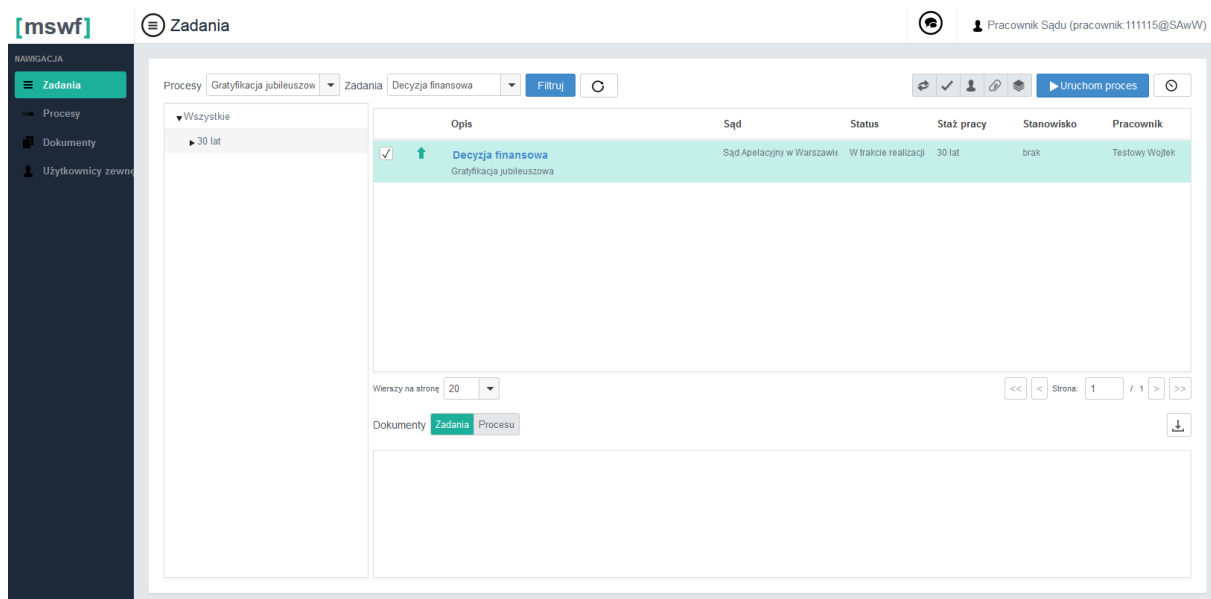 [mswf]
Zadania
Pracownik Sądu (pracownik:111115@SAwW)
NAWIGACJA
Zadania
Procesy
Dokumenty
Użytkownicy zewnę
Procesy Gratyfikacja jubileuszow Zadania Decyzja finansowa Filtruj Uruchom proces
Wszystkie
30 lat
Opis Sąd Status Staż pracy Stanowisko Pracownik
Decyzja finansowa Sąd Apelacyjny w Warszawie W trakcie realizacji 30 lat brak Testowy Wojtek
Gratyfikacja jubileuszowa
Wierszy na stronę 20 << < Strona: 1 / 1 > >>
Dokumenty Zadania Procesu